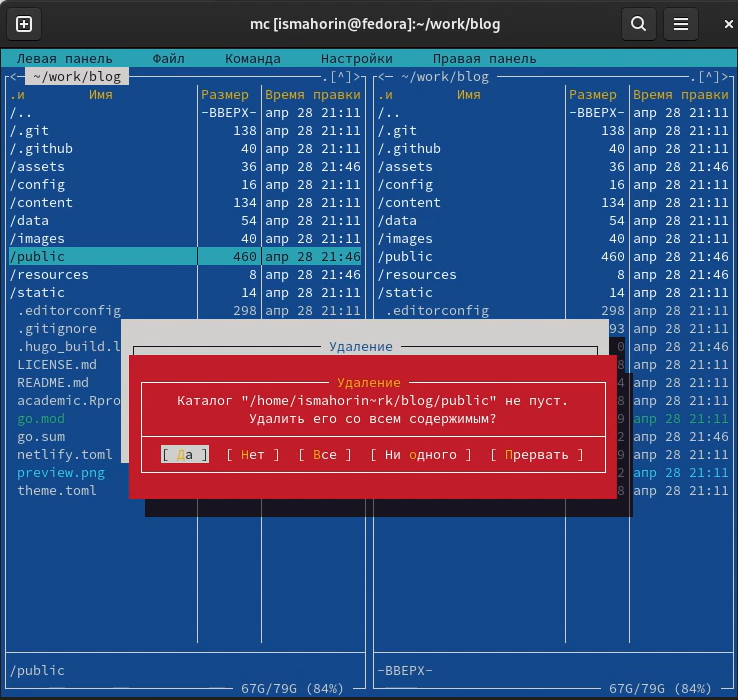 mc [ismahorin@fedora]:~/work/blog
Левая панель Файл Команда Настройки Правая панель
<- ~/work/blog .[^]> <- ~/work/blog .[^]>
.и Имя Размер Время правки .и Имя Размер Время правки
/.. -ВВЕРХ- апр 28 21:11 /.. -ВВЕРХ- апр 28 21:11
/.git 138 апр 28 21:11 /.git 138 апр 28 21:11
/.github 40 апр 28 21:11 /.github 40 апр 28 21:11
/assets 36 апр 28 21:46 /assets 36 апр 28 21:46
/config 16 апр 28 21:11 /config 16 апр 28 21:11
/content 134 апр 28 21:11 /content 134 апр 28 21:11
/data 54 апр 28 21:11 /data 54 апр 28 21:11
/images 40 апр 28 21:11 /images 40 апр 28 21:11
/public 460 апр 28 21:46 /public 460 апр 28 21:46
/resources 8 апр 28 21:46 /resources 8 апр 28 21:46
/static 14 апр 28 21:11 /static 14 апр 28 21:11
.editorconfig 298 апр 28 21:11 .editorconfig 298 апр 28 21:11
.gitignore 93 апр 28 21:11
.hugo_build.l 0 апр 28 21:46
Удаление
LICENSE.md 8 апр 28 21:11
README.md 4 апр 28 21:11
Удаление
academic.Rpro 8 апр 28 21:11
Каталог "/home/ismahorin~rk/blog/public" не пуст.
go.mod 9 апр 28 21:11
Удалить его со всем содержимым?
go.sum 2 апр 28 21:46
netlify.toml 9 апр 28 21:11
[ Да ] [ Нет ] [ Все ] [ Ни одного ] [ Прервать ]
preview.png 2 апр 28 21:11
theme.toml 8 апр 28 21:11
/public -ВВЕРХ-
67G/79G (84%) 67G/79G (84%)